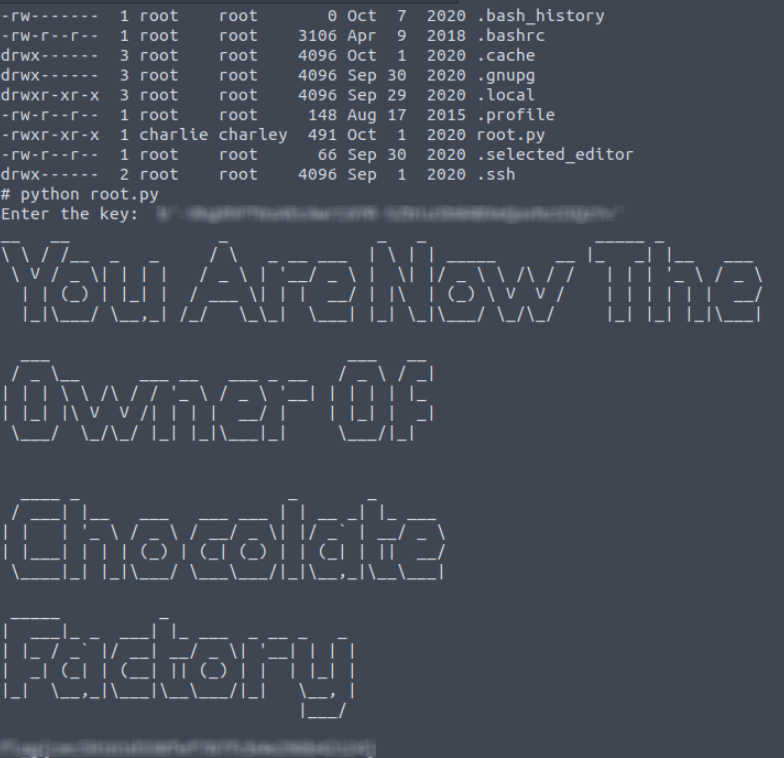 -rw------- 1 root root 0 Oct 7 2020 .bash_history
-rw-r--r-- 1 root root 3106 Apr 9 2018 .bashrc
drwx------ 3 root root 4096 Oct 1 2020 .cache
drwx------ 3 root root 4096 Sep 30 2020 .gnupg
drwxr-xr-x 3 root root 4096 Sep 29 2020 .local
-rw-r--r-- 1 root root 148 Aug 17 2015 .profile
-rwxr-xr-x 1 charlie charley 491 Oct 1 2020 root.py
-rw-r--r-- 1 root root 66 Sep 30 2020 .selected_editor
drwx------ 2 root root 4096 Sep 1 2020 .ssh
# python root.py
Enter the key:
You Are Now The
Owner Of
Chocolate
Factory